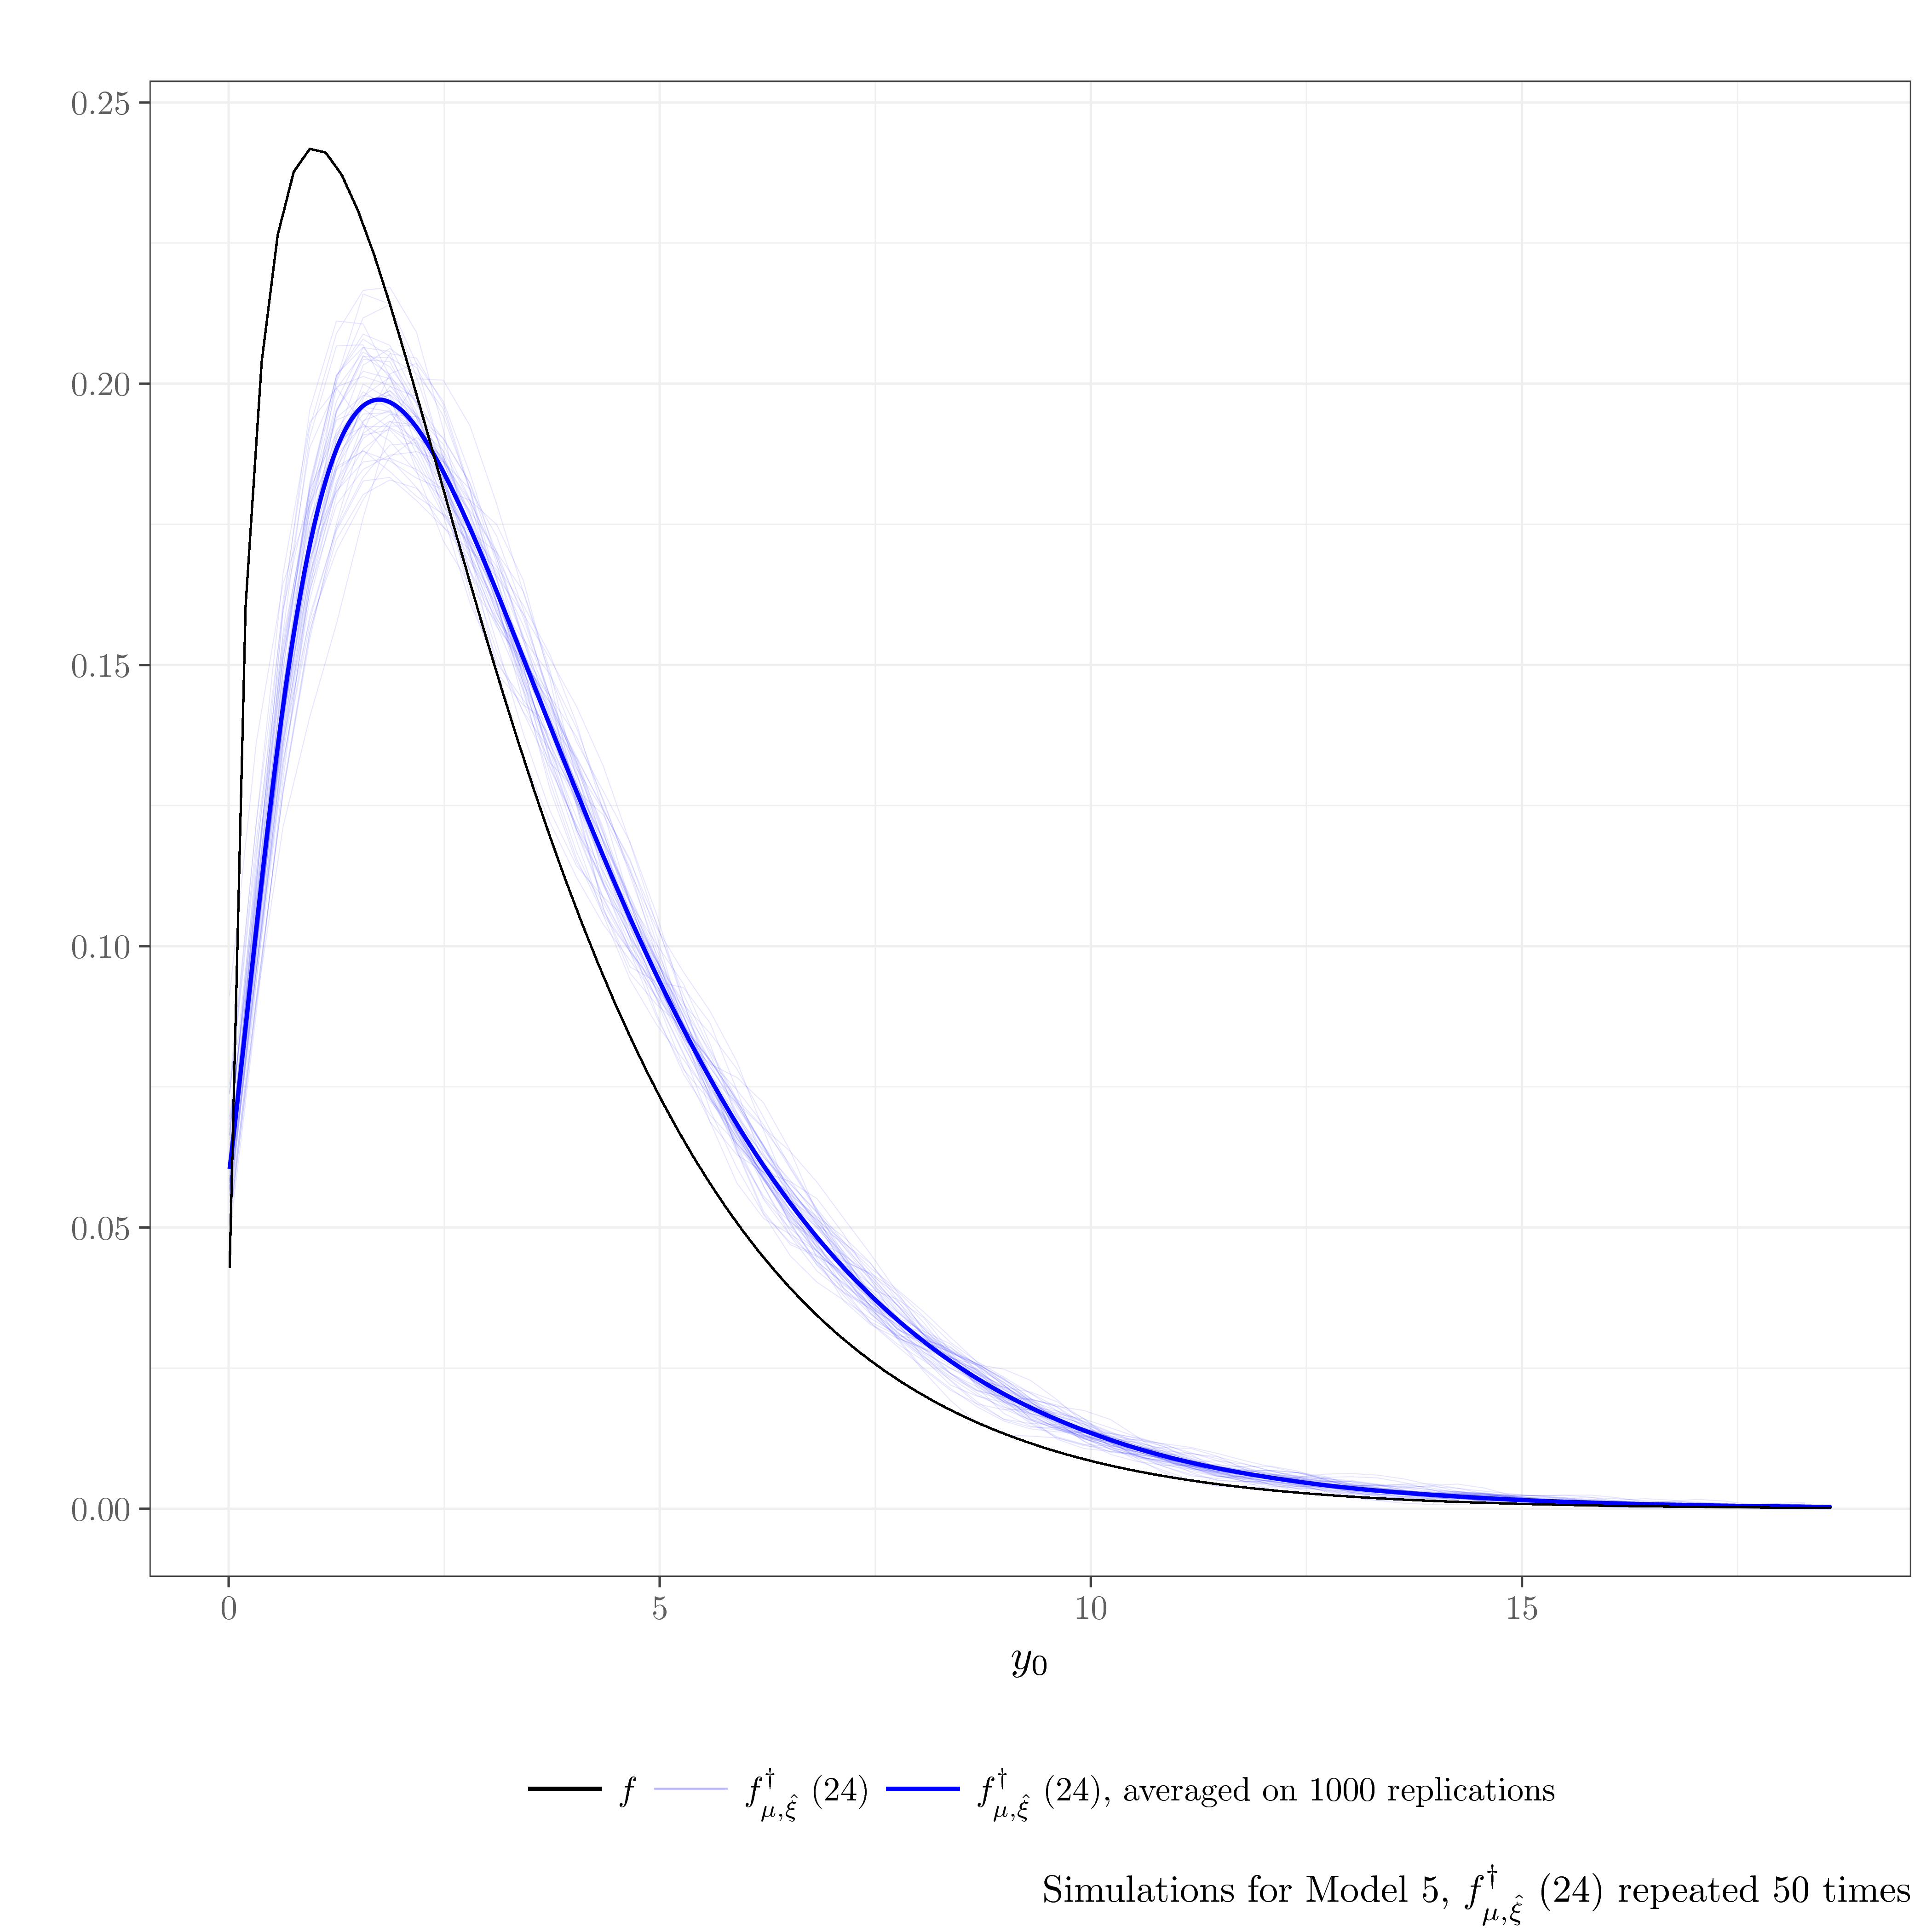 0.25
0.20
0.15
0.10
0.05
0.00
0 5 10 15
y₀
f f†μ,ξ̂ (24) f†μ,ξ̂ (24), averaged on 1000 replications
Simulations for Model 5, f†μ,ξ̂ (24) repeated 50 times